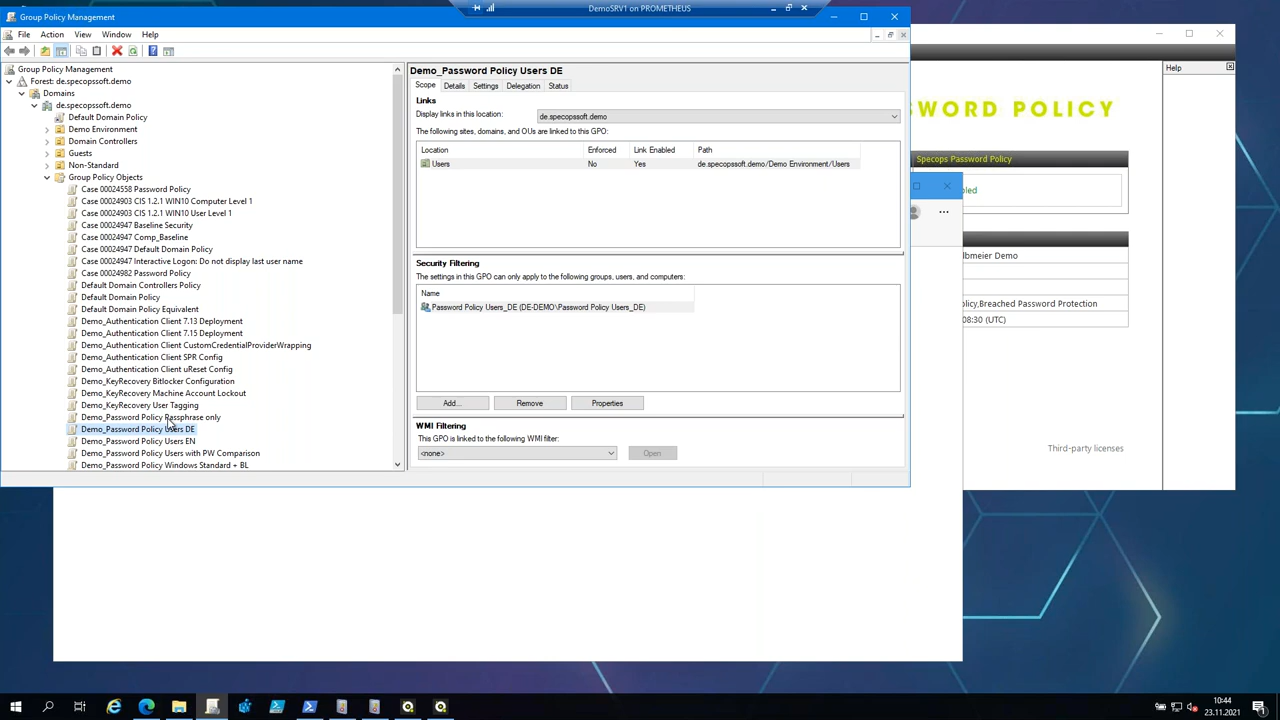 DemoSRV1 on PROMETHEUS
Group Policy Management
File Action View Window Help
Group Policy Management
Forest: de.specopssoft.demo
Domains
de.specopssoft.demo
Default Domain Policy
Demo Environment
Domain Controllers
Guests
Non-Standard
Group Policy Objects
Case 00024558 Password Policy
Case 00024903 CIS 1.2.1 WIN10 Computer Level 1
Case 00024903 CIS 1.2.1 WIN10 User Level 1
Case 00024947 Baseline Security
Case 00024947 Comp_Baseline
Case 00024947 Default Domain Policy
Case 00024947 Interactive Logon: Do not display last user name
Case 00024982 Password Policy
Default Domain Controllers Policy
Default Domain Policy
Default Domain Policy Equivalent
Demo_Authentication Client 7.13 Deployment
Demo_Authentication Client 7.15 Deployment
Demo_Authentication Client CustomCredentialProviderWrapping
Demo_Authentication Client SPR Config
Demo_Authentication Client uReset Config
Demo_KeyRecovery Bitlocker Configuration
Demo_KeyRecovery Machine Account Lockout
Demo_KeyRecovery User Tagging
Demo_Password Policy Passphrase only
Demo_Password Policy Users DE
Demo_Password Policy Users EN
Demo_Password Policy Users with PW Comparison
Demo_Password Policy Windows Standard + BL
Demo_Password Policy Users DE
Scope Details Settings Delegation Status
Links
Display links in this location: de.specopssoft.demo
The following sites, domains, and OUs are linked to this GPO:
Location Enforced Link Enabled Path
Users No Yes de.specopssoft.demo/Demo Environment/Users
Security Filtering
The settings in this GPO can only apply to the following groups, users, and computers:
Name
Password Policy Users_DE (DE-DEMO\Password Policy Users_DE)
Add... Remove Properties
WMI Filtering
This GPO is linked to the following WMI filter:
<none> Open
Help
SWORD POLICY
Specops Password Policy
bled
lbmeier Demo
olicy,Breached Password Protection
08:30 (UTC)
Third-party licenses
10:44
23.11.2021
1